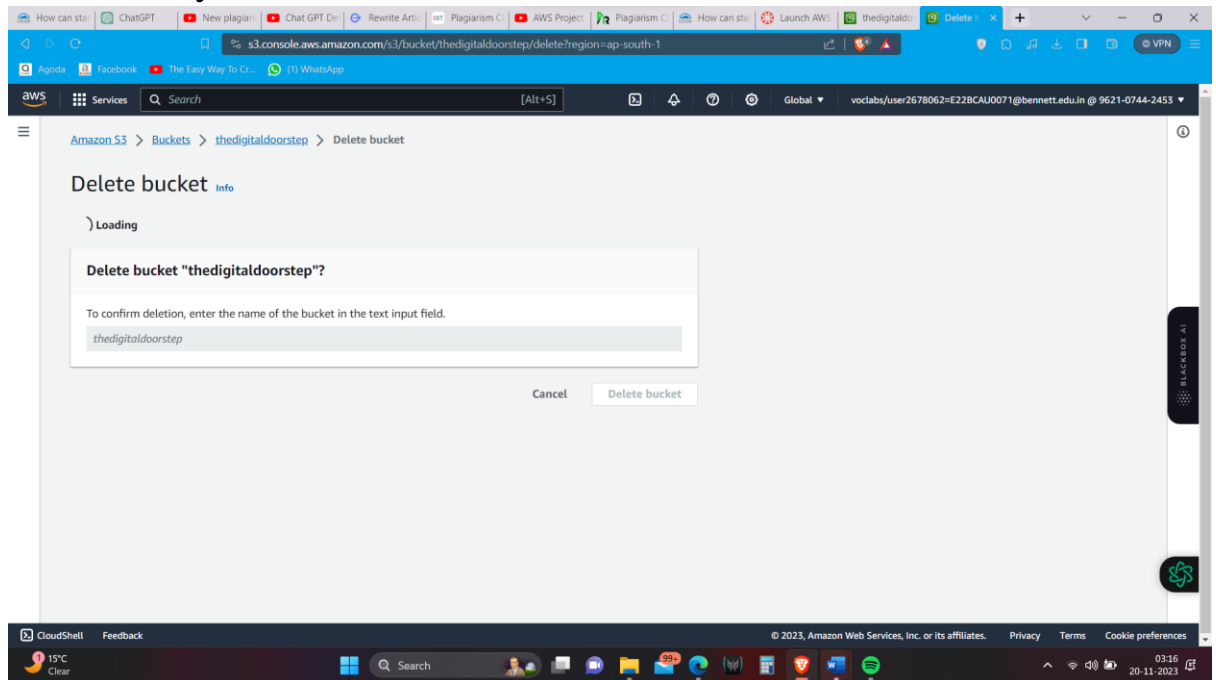 How can sta
ChatGPT
New plagiari
Chat GPT De
Rewrite Artic
Plagiarism C
AWS Project
Plagiarism C
How can sta
Launch AWS
thedigitaldo
Delete b
s3.console.aws.amazon.com/s3/bucket/thedigitaldoorstep/delete?region=ap-south-1
VPN
Agoda
Facebook
The Easy Way To Cr...
(1) WhatsApp
aws
Services
Search
[Alt+S]
Global
voclabs/user2678062=E22BCAU0071@bennett.edu.in @ 9621-0744-2453
Amazon S3 > Buckets > thedigitaldoorstep > Delete bucket
Delete bucket Info
Loading
Delete bucket "thedigitaldoorstep"?
To confirm deletion, enter the name of the bucket in the text input field.
thedigitaldoorstep
Cancel
Delete bucket
BLACKBOX AI
CloudShell
Feedback
© 2023, Amazon Web Services, Inc. or its affiliates.
Privacy
Terms
Cookie preferences
1
15°C
Clear
Search
99+
03:16
20-11-2023